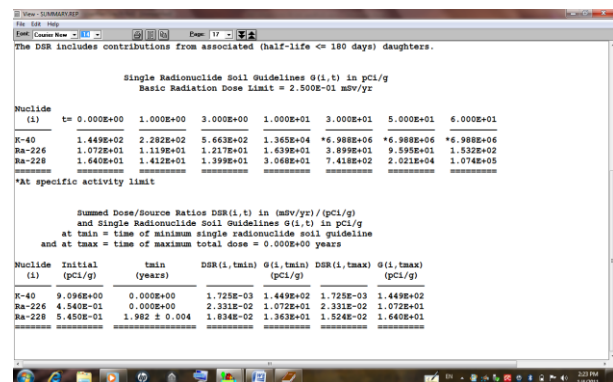 View - SUMMARY.REP
File Edit Help
Font: Courier New 14 Page: 17
The DSR includes contributions from associated (half-life <= 180 days) daughters.
Single Radionuclide Soil Guidelines G(i,t) in pCi/g
Basic Radiation Dose Limit = 2.500E-01 mSv/yr
Nuclide
(i) t= 0.000E+00 1.000E+00 3.000E+00 1.000E+01 3.000E+01 5.000E+01 6.000E+01
K-40 1.449E+02 2.282E+02 5.663E+02 1.365E+04 *6.988E+06 *6.988E+06 *6.988E+06
Ra-226 1.072E+01 1.119E+01 1.217E+01 1.639E+01 3.899E+01 9.595E+01 1.532E+02
Ra-228 1.640E+01 1.412E+01 1.399E+01 3.068E+01 7.418E+02 2.021E+04 1.074E+05
*At specific activity limit
Summed Dose/Source Ratios DSR(i,t) in (mSv/yr)/(pCi/g)
and Single Radionuclide Soil Guidelines G(i,t) in pCi/g
at tmin = time of minimum single radionuclide soil guideline
and at tmax = time of maximum total dose = 0.000E+00 years
Nuclide Initial tmin DSR(i,tmin) G(i,tmin) DSR(i,tmax) G(i,tmax)
(i) (pCi/g) (years) (pCi/g) (pCi/g)
K-40 9.096E+00 0.000E+00 1.725E-03 1.449E+02 1.725E-03 1.449E+02
Ra-226 4.540E-01 0.000E+00 2.331E-02 1.072E+01 2.331E-02 1.072E+01
Ra-228 5.450E-01 1.982 ± 0.004 1.834E-02 1.363E+01 1.524E-02 1.640E+01
EN 3:23 PM